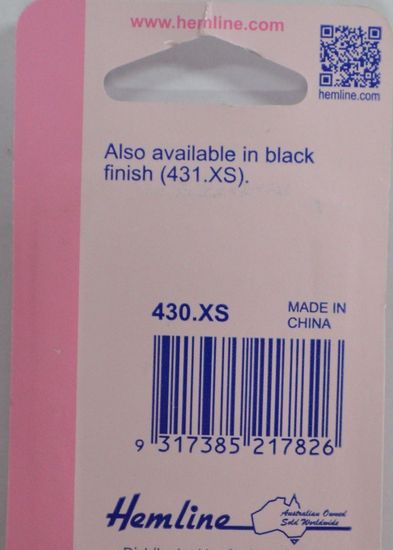 www.hemline.com
hemline.com
Also available in black
finish (431.XS).
430.XS
MADE IN
CHINA
9 317385 217826
Hemline
Australian Owned
Sold Worldwide